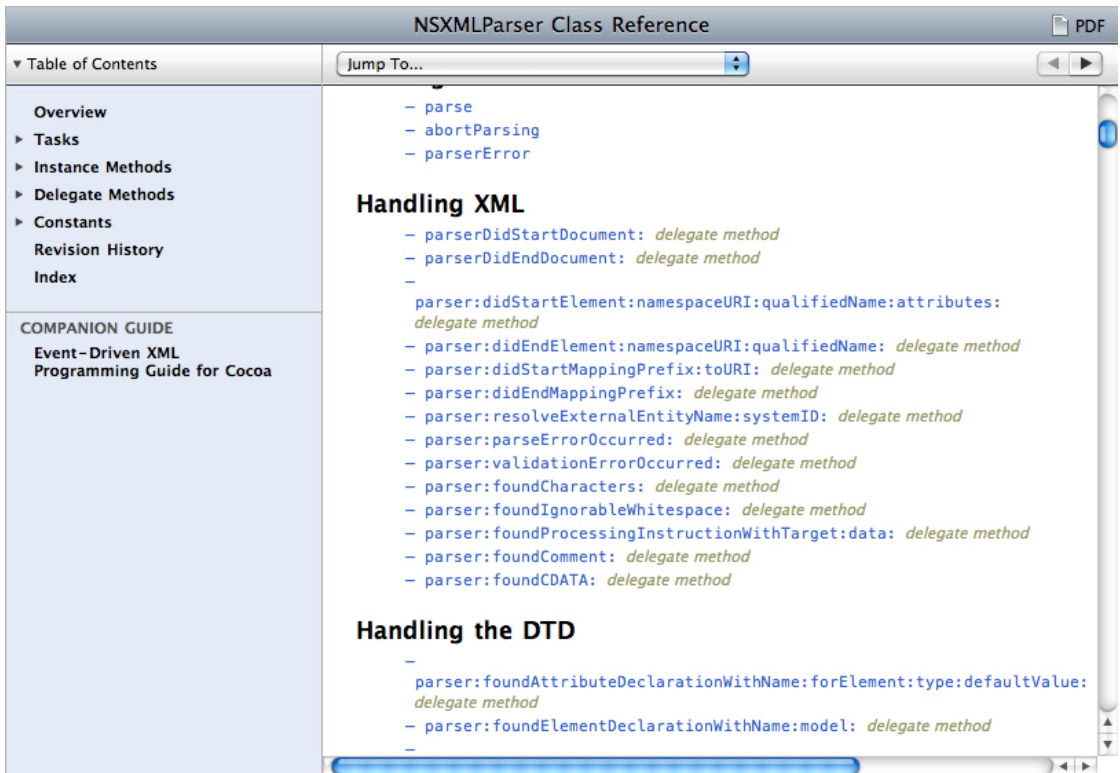 NSXMLParser Class Reference
PDF
▼ Table of Contents
Jump To...
Overview
▶ Tasks
▶ Instance Methods
▶ Delegate Methods
▶ Constants
Revision History
Index
COMPANION GUIDE
Event-Driven XML
Programming Guide for Cocoa
– parse
– abortParsing
– parserError
Handling XML
– parserDidStartDocument: delegate method
– parserDidEndDocument: delegate method
–
parser:didStartElement:namespaceURI:qualifiedName:attributes:
delegate method
– parser:didEndElement:namespaceURI:qualifiedName: delegate method
– parser:didStartMappingPrefix:toURI: delegate method
– parser:didEndMappingPrefix: delegate method
– parser:resolveExternalEntityName:systemID: delegate method
– parser:parseErrorOccurred: delegate method
– parser:validationErrorOccurred: delegate method
– parser:foundCharacters: delegate method
– parser:foundIgnorableWhitespace: delegate method
– parser:foundProcessingInstructionWithTarget:data: delegate method
– parser:foundComment: delegate method
– parser:foundCDATA: delegate method
Handling the DTD
–
parser:foundAttributeDeclarationWithName:forElement:type:defaultValue:
delegate method
– parser:foundElementDeclarationWithName:model: delegate method
–